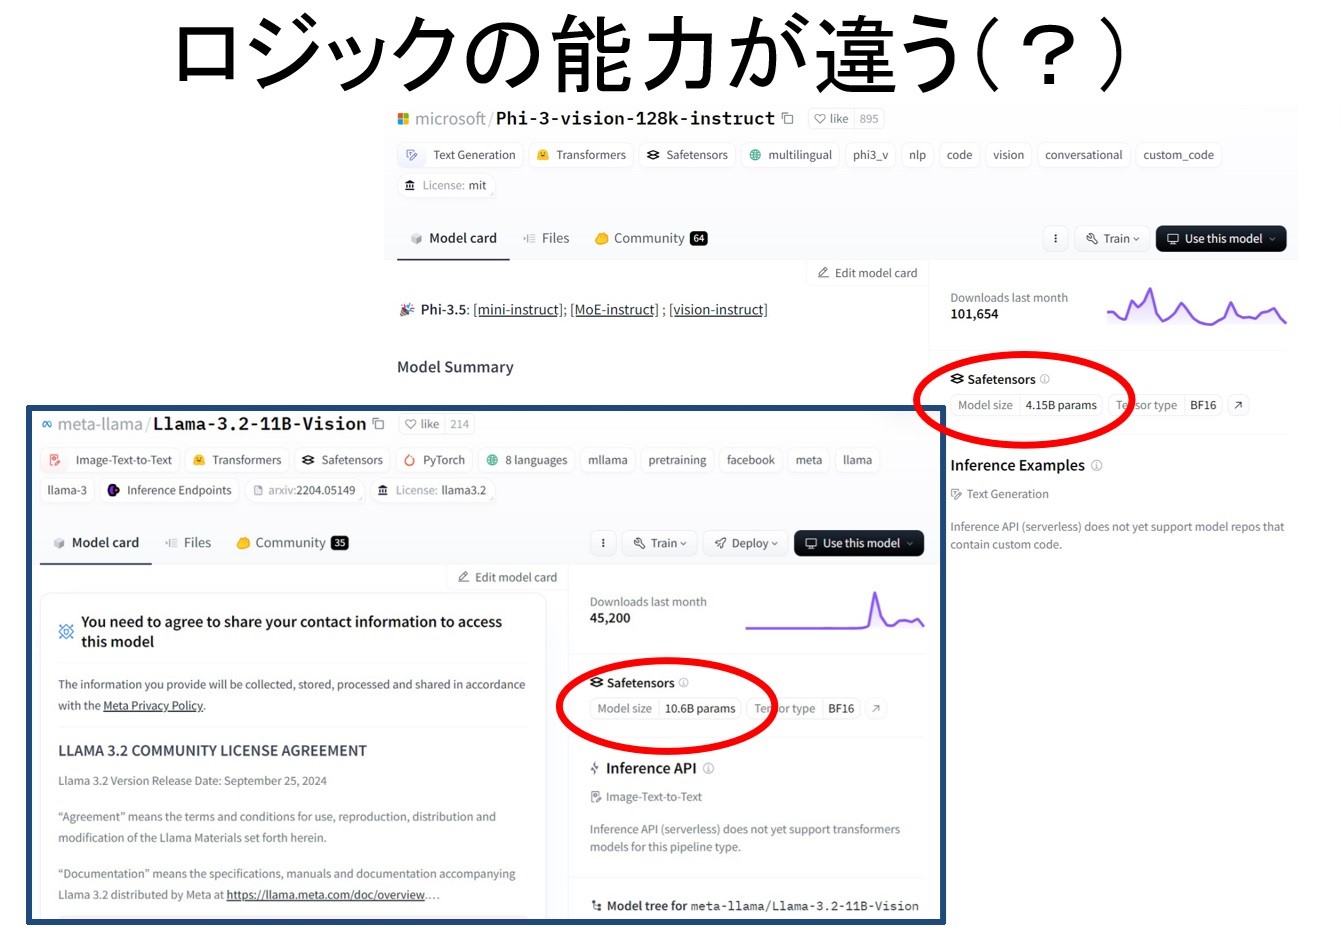 ロジックの能力が違う(？)
microsoft/Phi-3-vision-128k-instruct like 895
Text Generation Transformers Safetensors multilingual phi3_v nlp code vision conversational custom_code
License: mit
Model card Files Community 64 Train Use this model
Edit model card
Phi-3.5: [mini-instruct]; [MoE-instruct] ; [vision-instruct]
Model Summary
Downloads last month
101,654
Safetensors
Model size 4.15B params Tensor type BF16
Inference Examples
Text Generation
Inference API (serverless) does not yet support model repos that
contain custom code.
meta-llama/Llama-3.2-11B-Vision like 214
Image-Text-to-Text Transformers Safetensors PyTorch 8 languages mllama pretraining facebook meta llama
llama-3 Inference Endpoints arxiv:2204.05149 License: llama3.2
Model card Files Community 35 Train Deploy Use this model
Edit model card
You need to agree to share your contact information to access
this model
The information you provide will be collected, stored, processed and shared in accordance
with the Meta Privacy Policy.
LLAMA 3.2 COMMUNITY LICENSE AGREEMENT
Llama 3.2 Version Release Date: September 25, 2024
“Agreement” means the terms and conditions for use, reproduction, distribution and
modification of the Llama Materials set forth herein.
“Documentation” means the specifications, manuals and documentation accompanying
Llama 3.2 distributed by Meta at https://llama.meta.com/doc/overview....
Downloads last month
45,200
Safetensors
Model size 10.6B params Tensor type BF16
Inference API
Image-Text-to-Text
Inference API (serverless) does not yet support transformers
models for this pipeline type.
Model tree for meta-llama/Llama-3.2-11B-Vision